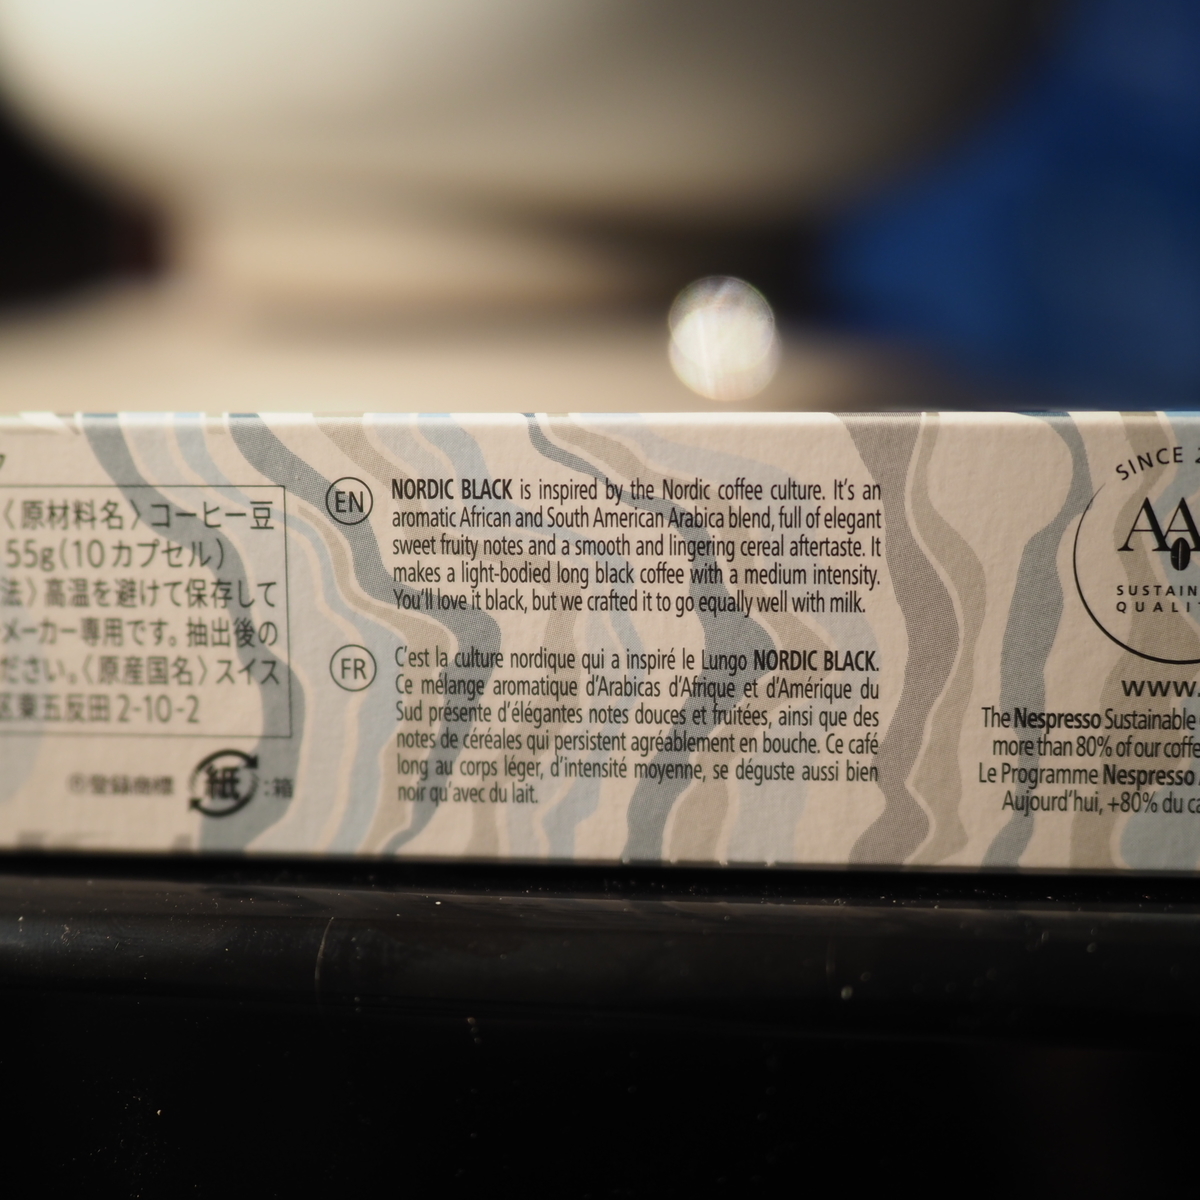 〈原材料名〉コーヒー豆
55g(10カプセル)
法〉高温を避けて保存して
メーカー専用です。抽出後の
ださい。〈原産国名〉スイス
区東五反田2-10-2
®登録商標 紙:箱
EN
NORDIC BLACK is inspired by the Nordic coffee culture. It's an
aromatic African and South American Arabica blend, full of elegant
sweet fruity notes and a smooth and lingering cereal aftertaste. It
makes a light-bodied long black coffee with a medium intensity.
You'll love it black, but we crafted it to go equally well with milk.
FR
C'est la culture nordique qui a inspiré le Lungo NORDIC BLACK.
Ce mélange aromatique d'Arabicas d'Afrique et d'Amérique du
Sud présente d'élégantes notes douces et fruitées, ainsi que des
notes de céréales qui persistent agréablement en bouche. Ce café
long au corps léger, d'intensité moyenne, se déguste aussi bien
noir qu'avec du lait.
SINCE 2
AA
SUSTAIN
QUALI
www.
The Nespresso Sustainable
more than 80% of our coffe
Le Programme Nespresso
Aujourd'hui, +80% du ca